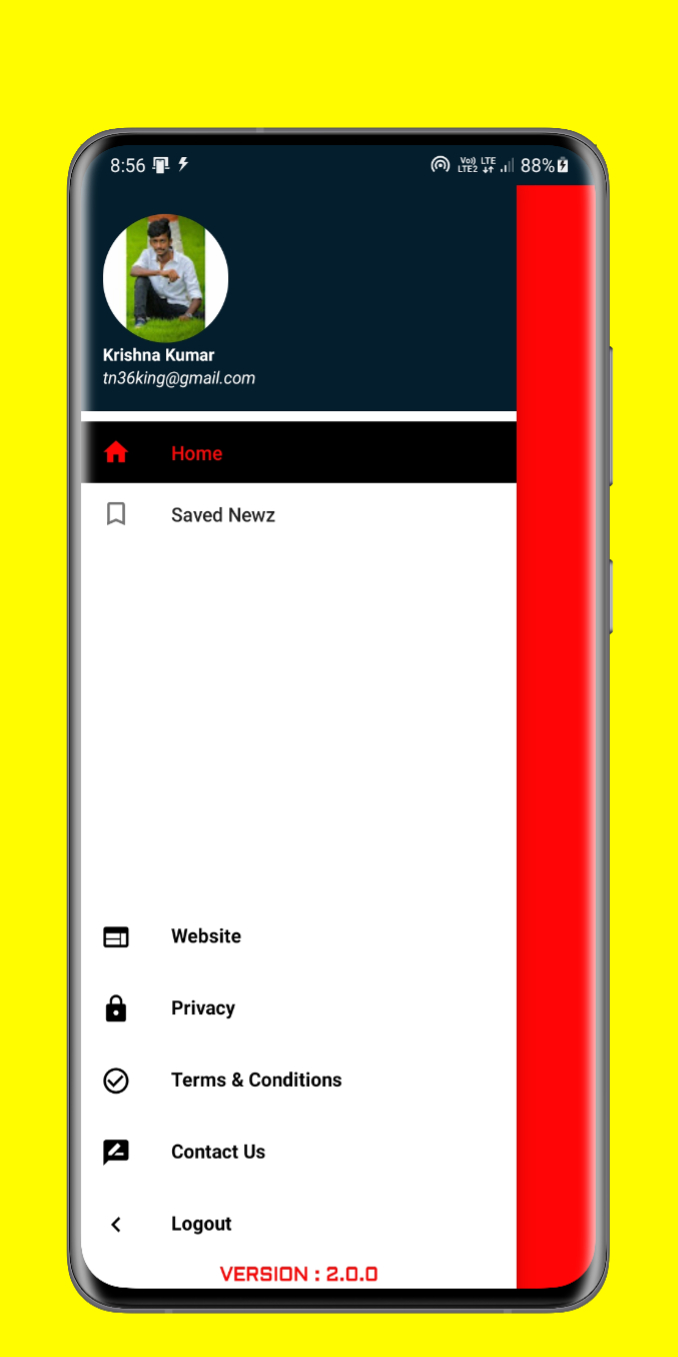 8:56 Vo)) LTE 88%
LTE2
Krishna Kumar
tn36king@gmail.com
Home
Saved Newz
Website
Privacy
Terms & Conditions
Contact Us
Logout
VERSION : 2.0.0